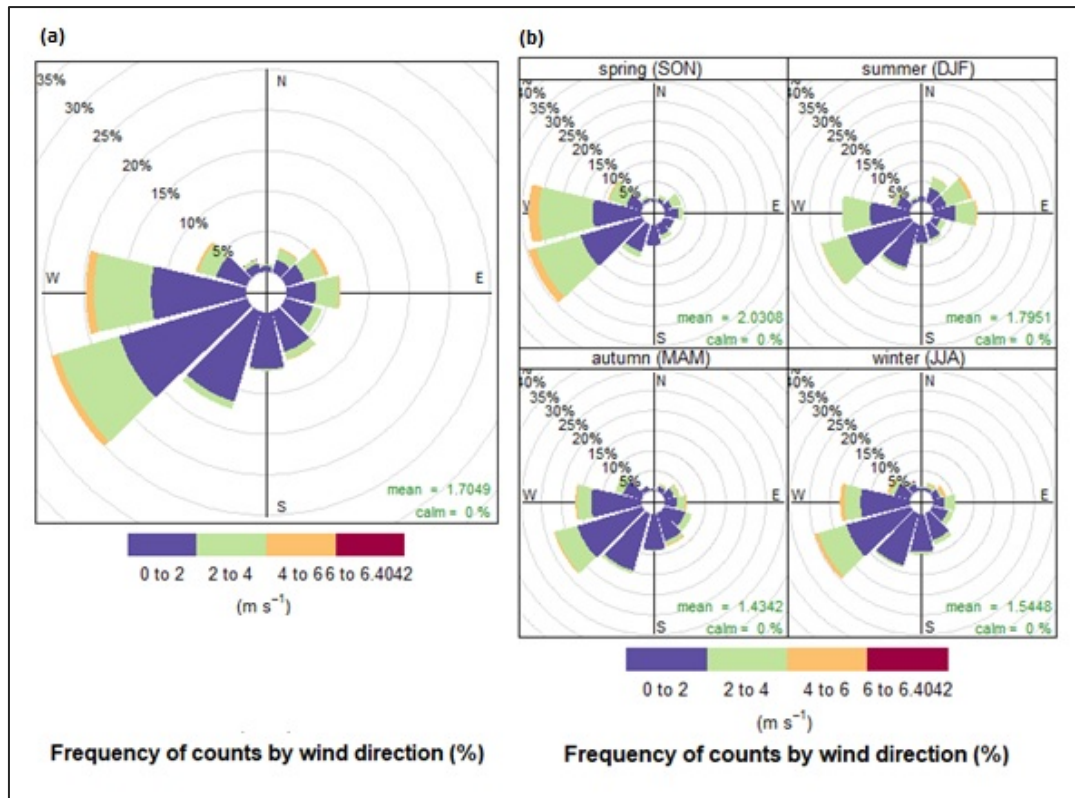 (a)
35%
30%
25%
20%
15%
10%
5%
N
W
E
S
mean = 1.7049
calm = 0 %
0 to 2 2 to 4 4 to 66 to 6.4042
(m s⁻¹)
Frequency of counts by wind direction (%)
(b)
spring (SON)
40%
35%
30%
25%
20%
15%
10%
5%
N
W
E
S
mean = 2.0308
calm = 0 %
summer (DJF)
40%
35%
30%
25%
20%
15%
10%
5%
N
W
E
S
mean = 1.7951
calm = 0 %
autumn (MAM)
40%
35%
30%
25%
20%
15%
10%
5%
N
W
E
S
mean = 1.4342
calm = 0 %
winter (JJA)
40%
35%
30%
25%
20%
15%
10%
5%
N
W
E
S
mean = 1.5448
calm = 0 %
0 to 2 2 to 4 4 to 6 6 to 6.4042
(m s⁻¹)
Frequency of counts by wind direction (%)